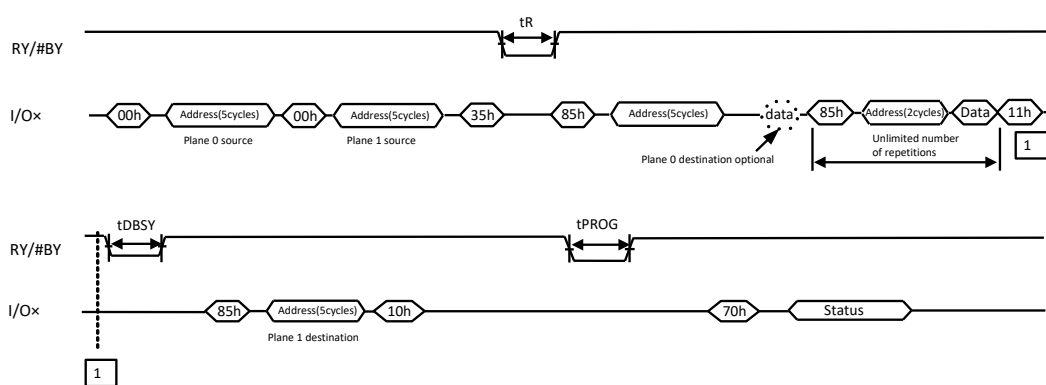 tR
RY/#BY
I/O×
00h
Address(5cycles)
00h
Address(5cycles)
35h
85h
Address(5cycles)
data
85h
Address(2cycles)
Data
11h
Plane 0 source
Plane 1 source
Plane 0 destination optional
Unlimited number
of repetitions
1
tDBSY
tPROG
RY/#BY
I/O×
85h
Address(5cycles)
10h
70h
Status
Plane 1 destination
1